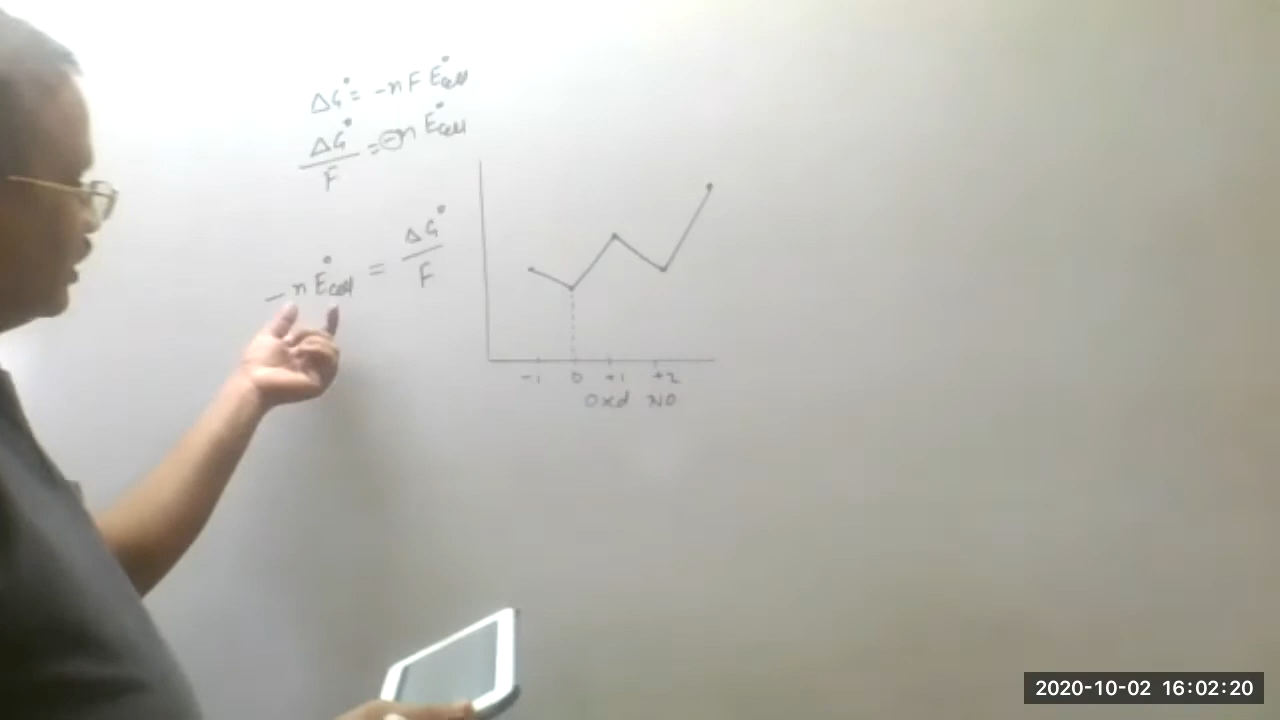 ΔG° = -nFE°cell
ΔG°/F = -nE°cell
-nE°cell = ΔG°/F
-1 0 +1 +2
Oxd NO
2020-10-02 16:02:20